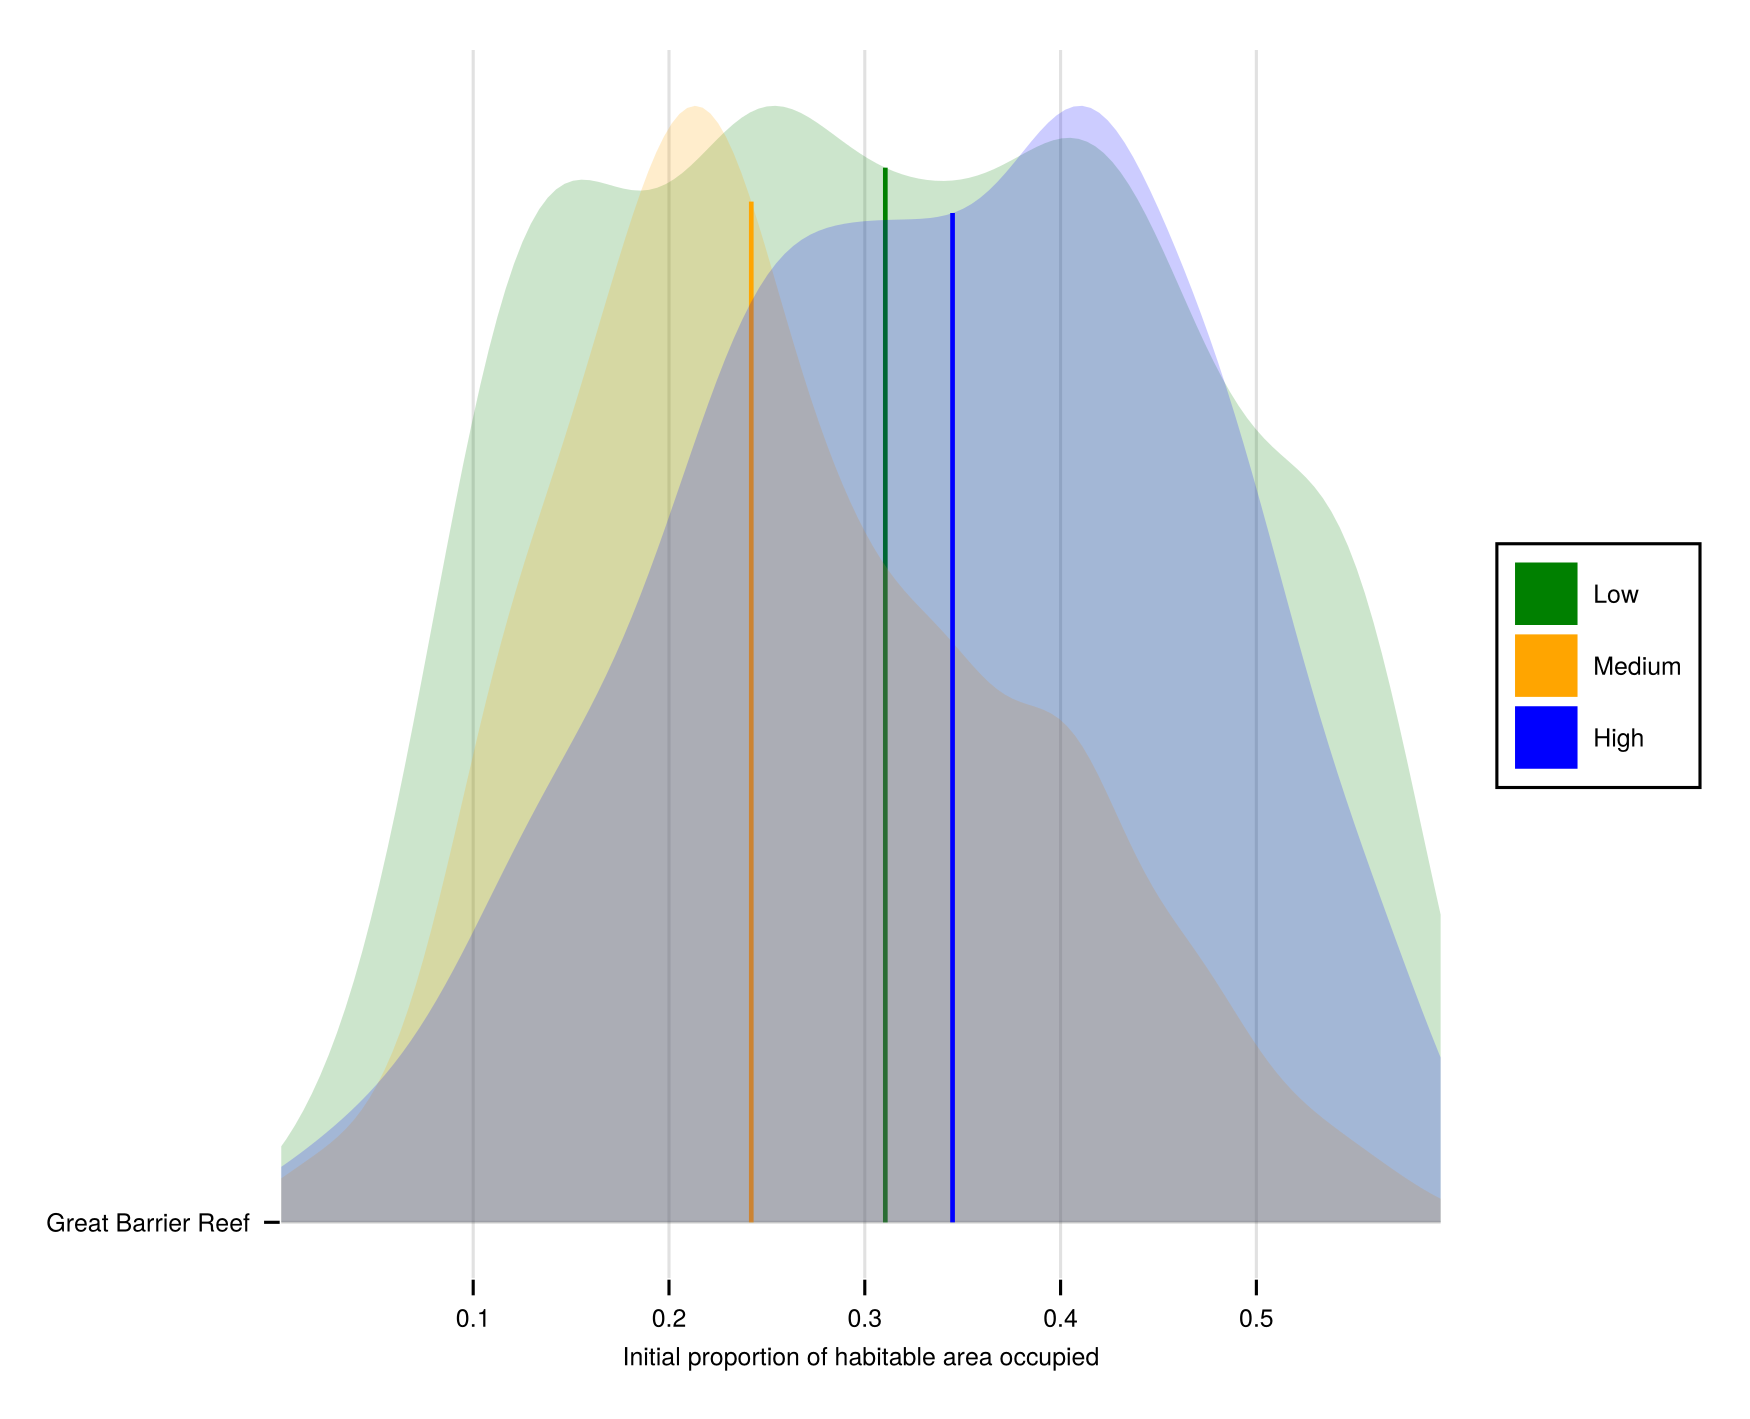 Low
Medium
High
Great Barrier Reef
0.1 0.2 0.3 0.4 0.5
Initial proportion of habitable area occupied